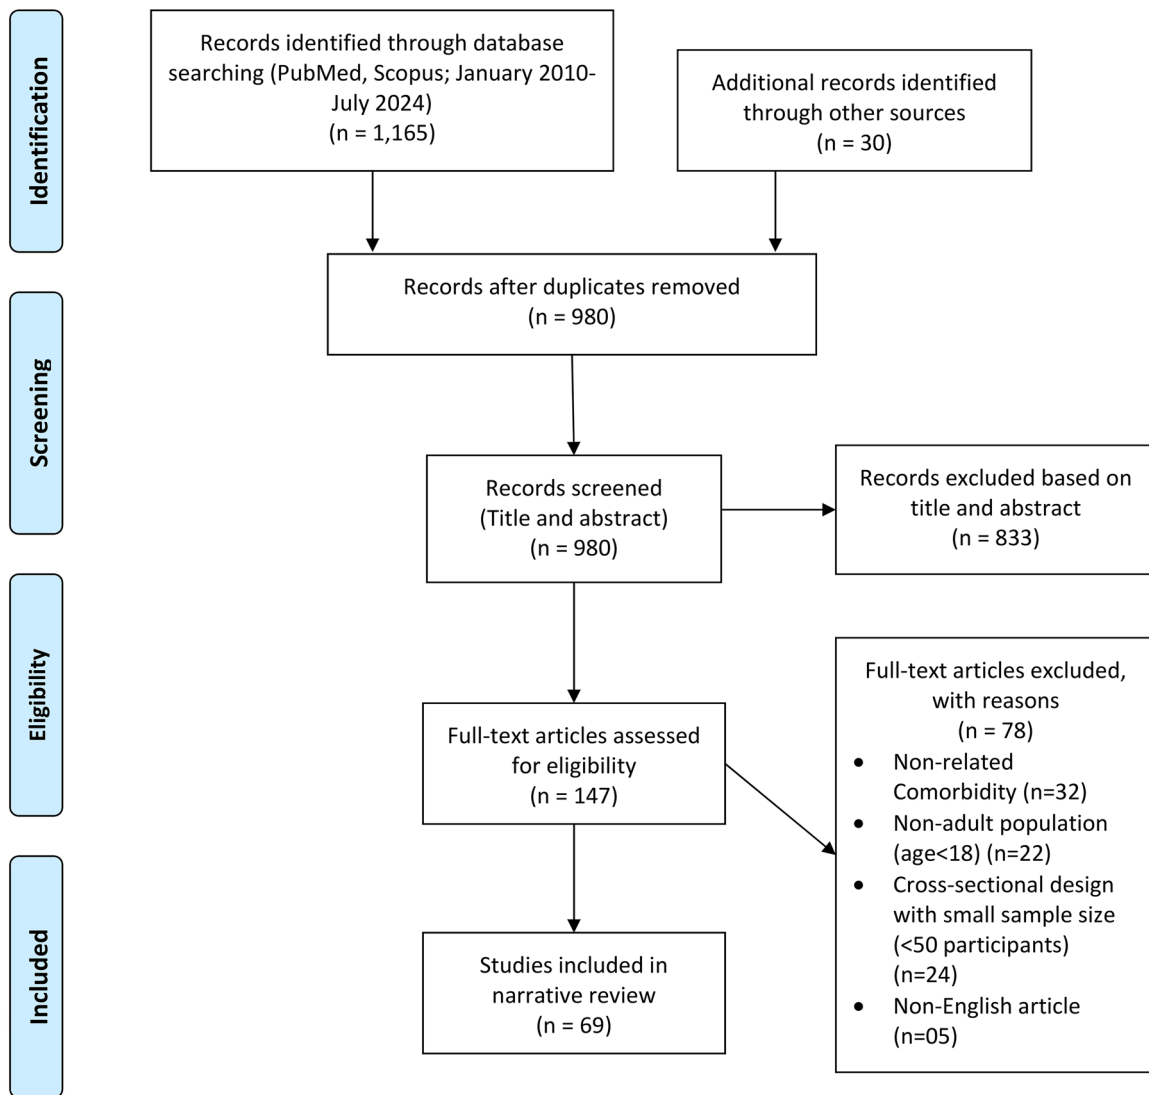 Identification
Records identified through database
searching (PubMed, Scopus; January 2010-
July 2024)
(n = 1,165)
Additional records identified
through other sources
(n = 30)
Records after duplicates removed
(n = 980)
Screening
Records screened
(Title and abstract)
(n = 980)
Records excluded based on
title and abstract
(n = 833)
Eligibility
Full-text articles assessed
for eligibility
(n = 147)
Full-text articles excluded,
with reasons
(n = 78)
• Non-related
Comorbidity (n=32)
• Non-adult population
(age<18) (n=22)
• Cross-sectional design
with small sample size
(<50 participants)
(n=24)
• Non-English article
(n=05)
Included
Studies included in
narrative review
(n = 69)